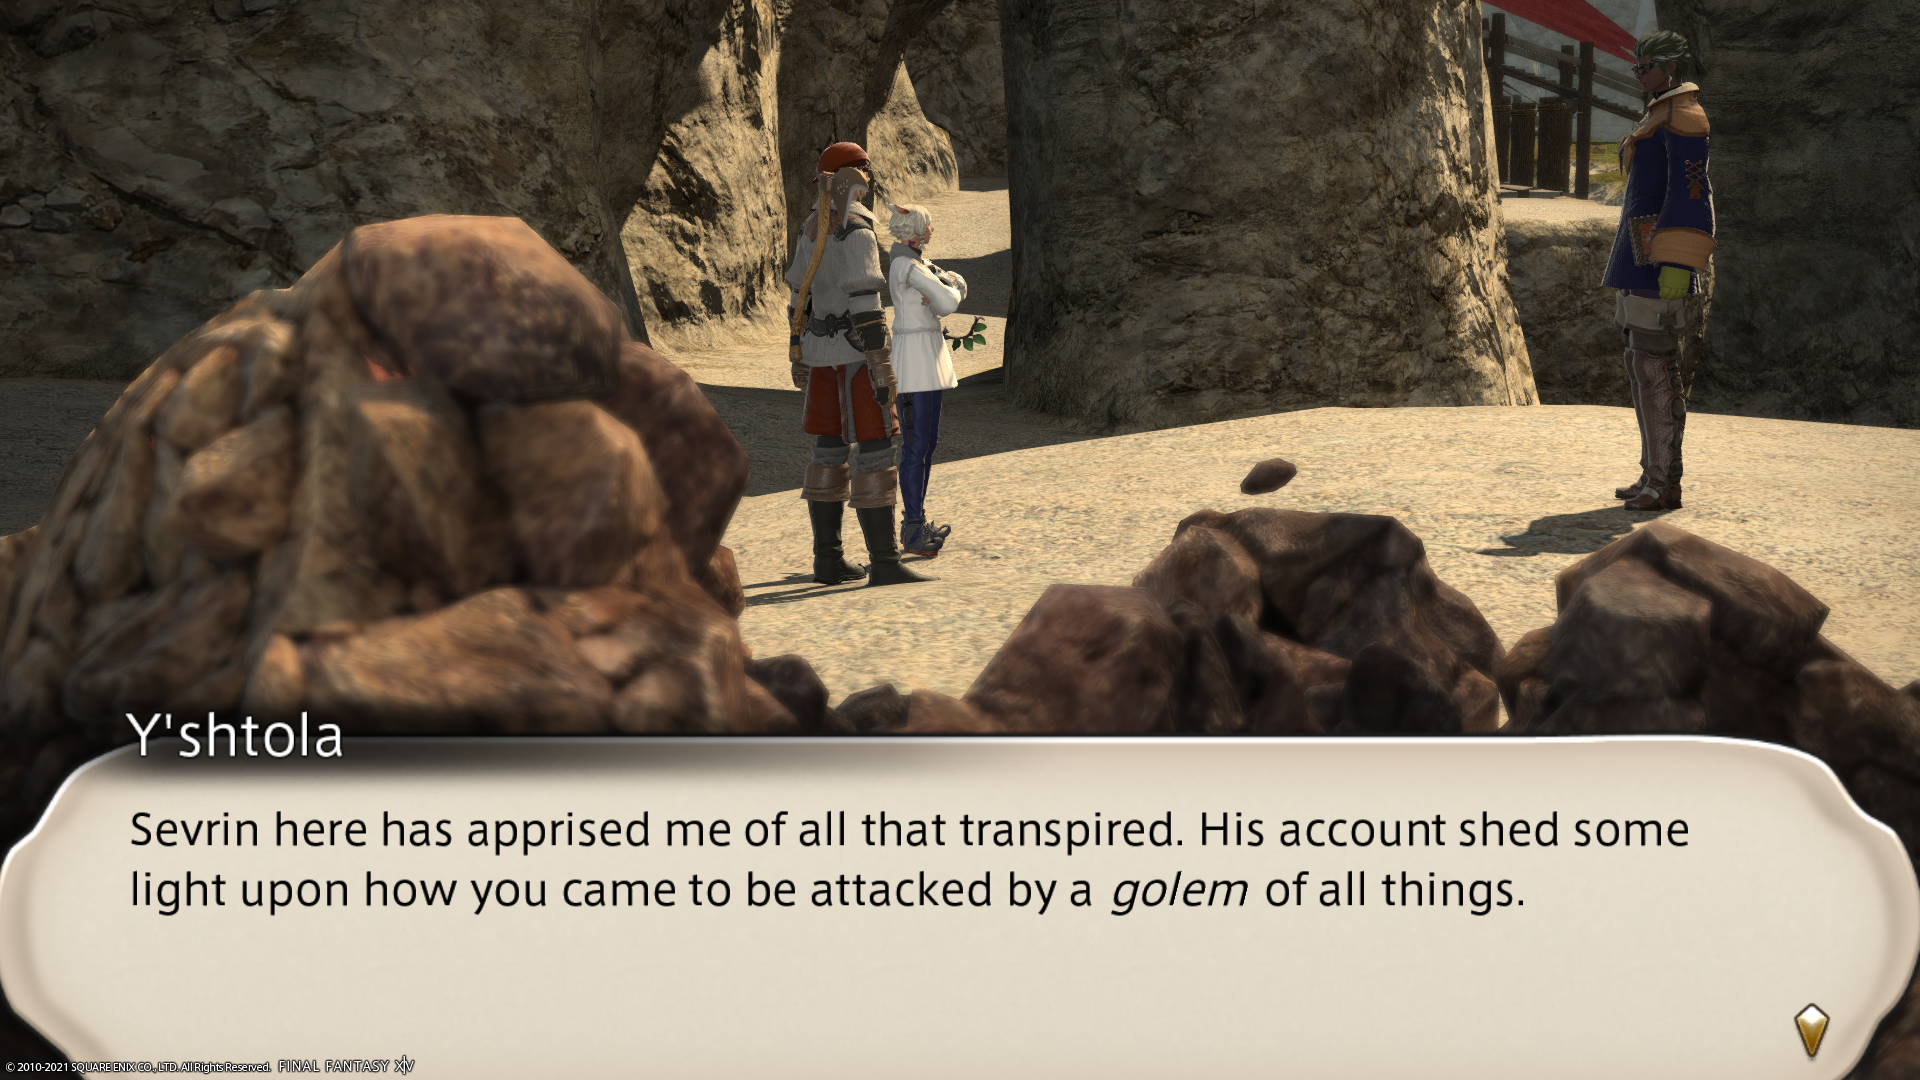 Y'shtola
Sevrin here has apprised me of all that transpired. His account shed some
light upon how you came to be attacked by a golem of all things.
© 2010-2021 SQUARE ENIX CO., LTD. All Rights Reserved. FINAL FANTASY XIV